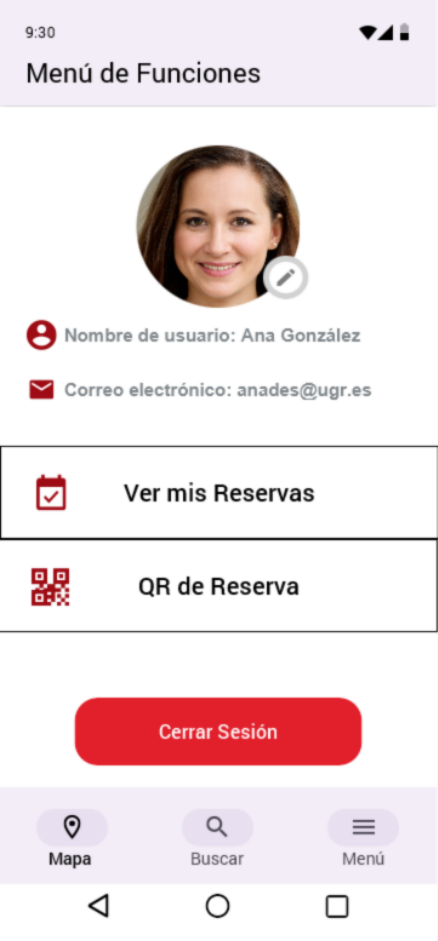 9:30
Menú de Funciones
Nombre de usuario: Ana González
Correo electrónico: anades@ugr.es
Ver mis Reservas
QR de Reserva
Cerrar Sesión
Mapa
Buscar
Menú